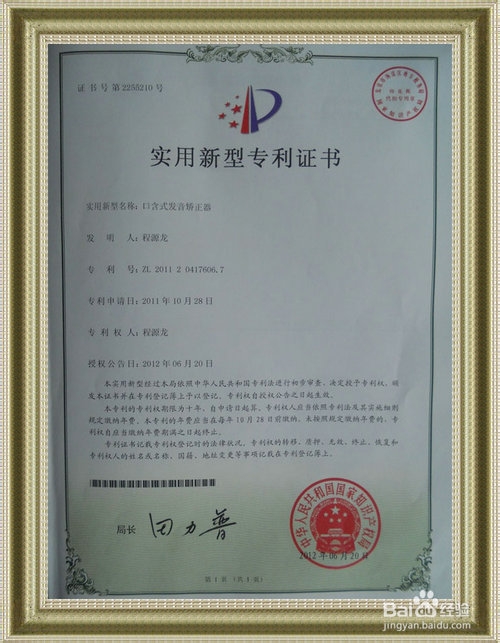 证书号第2255210号
实用新型专利证书
实用新型名称：口含式发音矫正器
发 明 人：程源龙
专 利 号：ZL 2011 2 0417606.7
专利申请日：2011年10月28日
专 利 权 人：程源龙
授权公告日：2012年06月20日
本实用新型经过本局依照中华人民共和国专利法进行初步审查，决定授予专利权，颁
发本证书并在专利登记簿上予以登记。专利权自授权公告之日起生效。
本专利的专利权期限为十年，自申请日起算。专利权人应当依照专利法及其实施细则
规定缴纳年费。本专利的年费应当在每年10月28日前缴纳。未按照规定缴纳年费的，专
利权自应当缴纳年费期满之日起终止。
专利证书记载专利权登记时的法律状况。专利权的转移、质押、无效、终止、恢复和
专利权人的姓名或名称、国籍、地址变更等事项记载在专利登记簿上。
局长 田力普
中华人民共和国国家知识产权局
2012年06月20日
第1页（共1页）
Baidu经验
jingyan.baidu.com